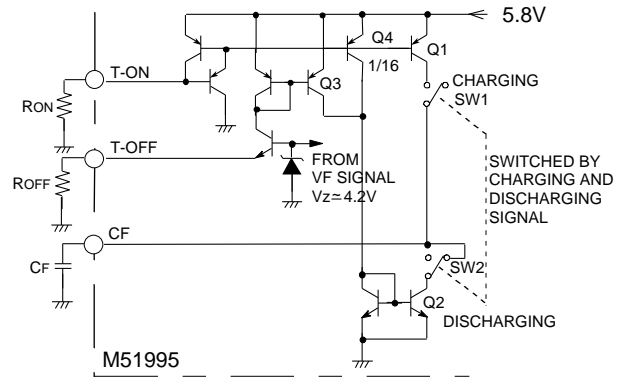 5.8V
Q4
Q1
T-ON
1/16
Q3
CHARGING
SW1
RON
T-OFF
FROM
VF SIGNAL
Vz≃4.2V
ROFF
SWITCHED BY
CHARGING AND
DISCHARGING
SIGNAL
CF
SW2
CF
Q2
DISCHARGING
M51995